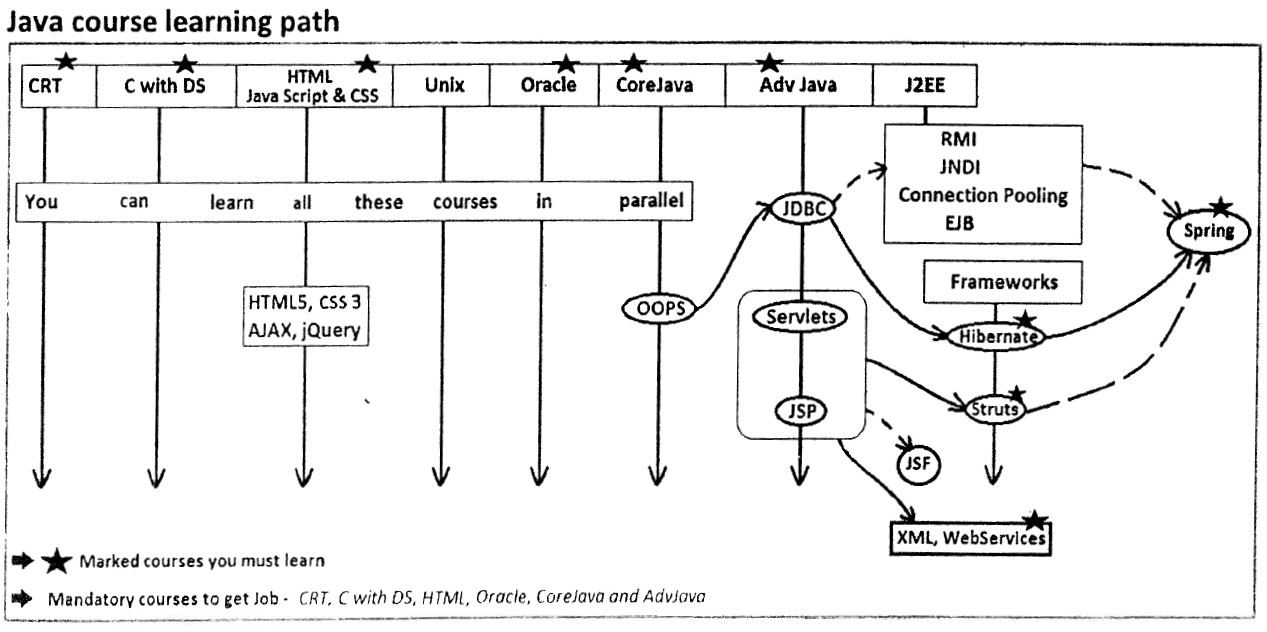 Java course learning path
CRT
C with DS
HTML
Java Script & CSS
Unix
Oracle
CoreJava
Adv Java
J2EE
RMI
JNDI
Connection Pooling
EJB
You can learn all these courses in parallel
JDBC
Spring
Frameworks
HTML5, CSS 3
AJAX, jQuery
OOPS
Servlets
Hibernate
JSP
Struts
JSF
XML, WebServices
Marked courses you must learn
Mandatory courses to get Job - CRT, C with DS, HTML, Oracle, CoreJava and AdvJava